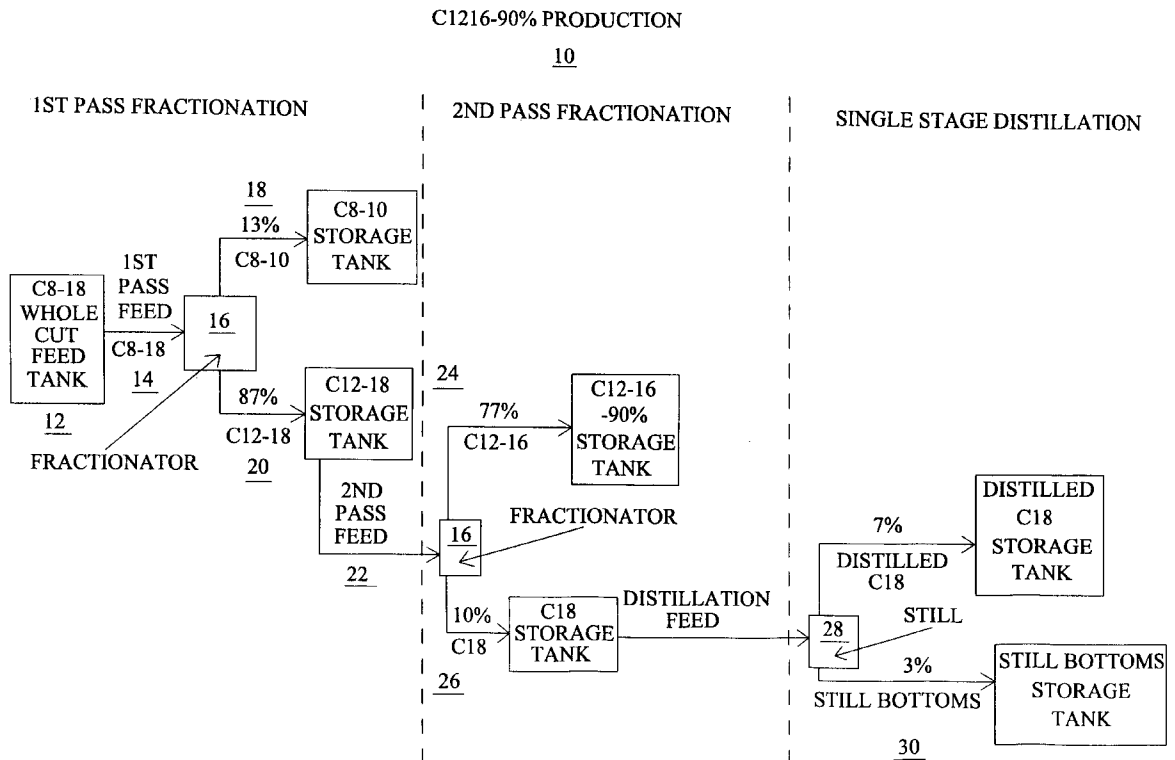 C1216-90% PRODUCTION
10
1ST PASS FRACTIONATION
2ND PASS FRACTIONATION
SINGLE STAGE DISTILLATION
18
13%
C8-10
C8-10
STORAGE
TANK
C8-18
WHOLE
CUT
FEED
TANK
12
1ST
PASS
FEED
C8-18
14
16
FRACTIONATOR
87%
C12-18
20
C12-18
STORAGE
TANK
2ND
PASS
FEED
22
24
77%
C12-16
C12-16
-90%
STORAGE
TANK
16
FRACTIONATOR
10%
C18
26
C18
STORAGE
TANK
DISTILLATION
FEED
28
STILL
7%
DISTILLED
C18
DISTILLED
C18
STORAGE
TANK
3%
STILL BOTTOMS
30
STILL BOTTOMS
STORAGE
TANK